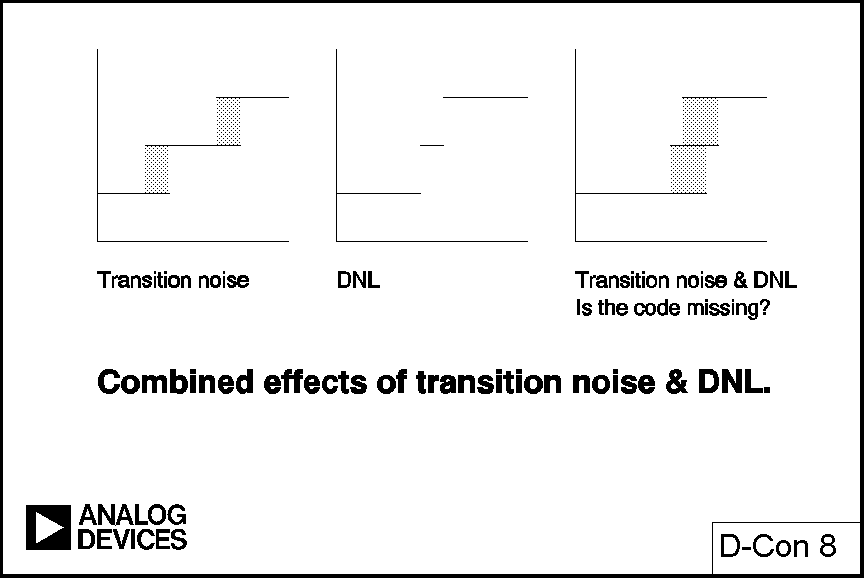 Transition noise
DNL
Transition noise & DNL
Is the code missing?
Combined effects of transition noise & DNL.
ANALOG
DEVICES
D-Con 8